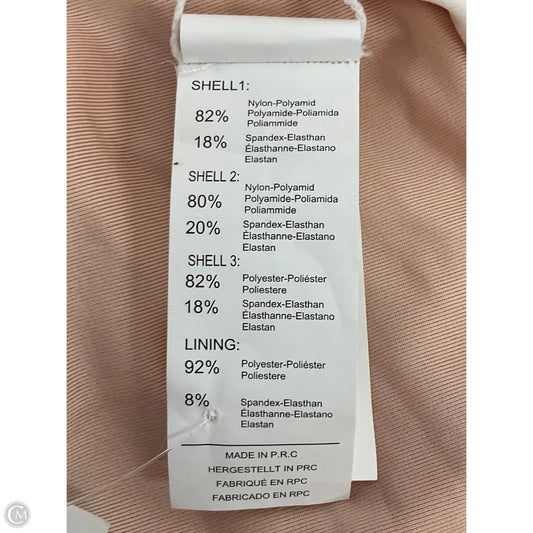 SHELL1:
82% Nylon-Polyamid
Polyamide-Poliamida
Poliammide
18% Spandex-Elasthan
Élasthanne-Elastano
Elastan
SHELL 2:
80% Nylon-Polyamid
Polyamide-Poliamida
Poliammide
20% Spandex-Elasthan
Élasthanne-Elastano
Elastan
SHELL 3:
82% Polyester-Poliéster
Poliestere
18% Spandex-Elasthan
Élasthanne-Elastano
Elastan
LINING:
92% Polyester-Poliéster
Poliestere
8% Spandex-Elasthan
Élasthanne-Elastano
Elastan
MADE IN P.R.C
HERGESTELLT IN PRC
FABRIQUÉ EN RPC
FABRICADO EN RPC
CM